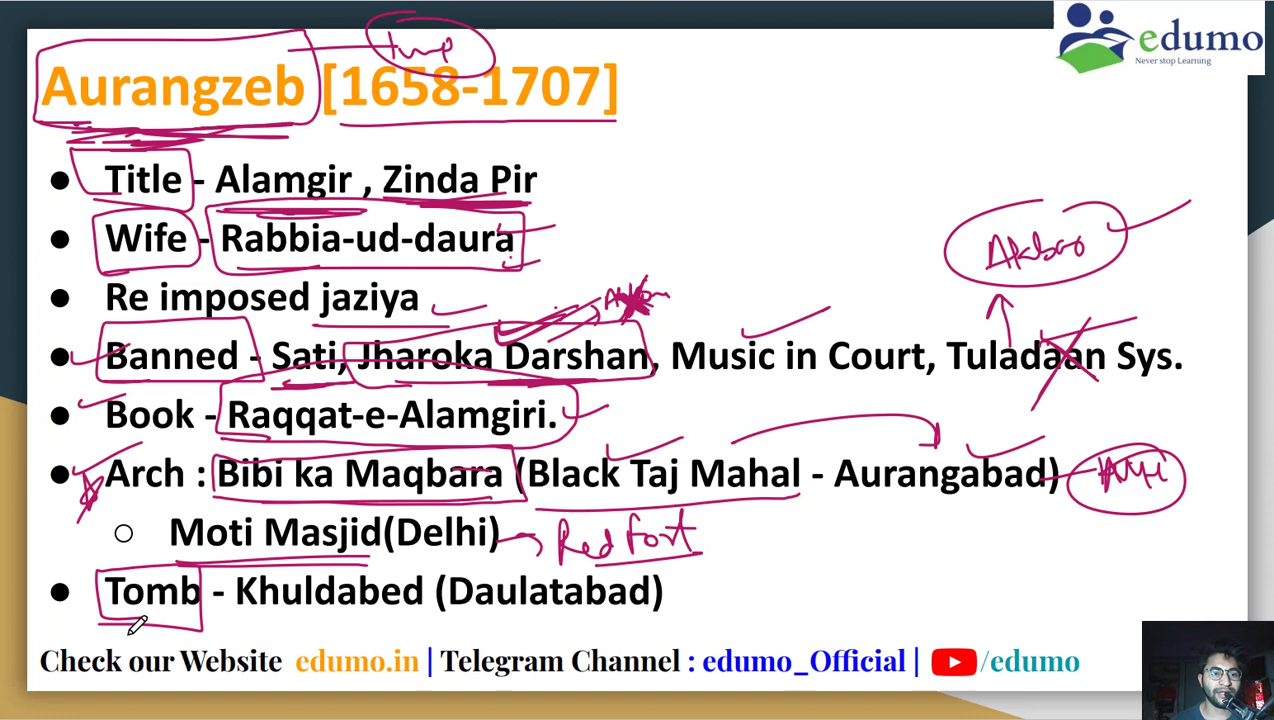 edumo
Never stop Learning
Imp
Aurangzeb [1658-1707]
● Title - Alamgir , Zinda Pir
● Wife - Rabbia-ud-daura
Akbar
● Re imposed jaziya
● Banned - Sati, Jharoka Darshan, Music in Court, Tuladaan Sys.
● Book - Raqqat-e-Alamgiri.
● Arch : Bibi ka Maqbara (Black Taj Mahal - Aurangabad)
○ Moti Masjid(Delhi) Red fort
● Tomb - Khuldabed (Daulatabad)
Check our Website edumo.in | Telegram Channel : edumo_Official | /edumo